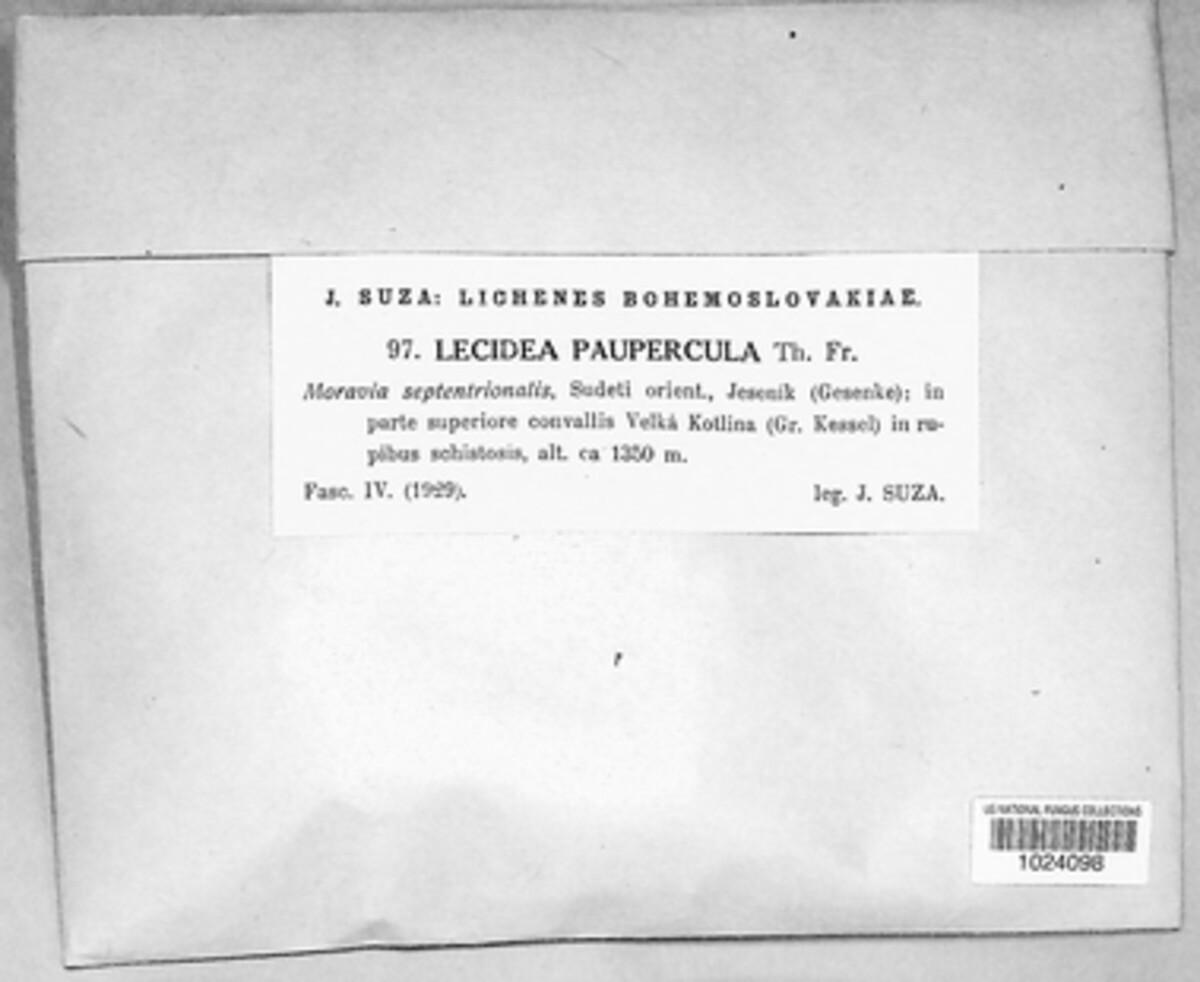 J. SUZA: LICHENES BOHEMOSLOVAKIAE.
97. LECIDEA PAUPERCULA Th. Fr.
Moravia septentrionalis, Sudeti orient., Jeseník (Gesenke); in
parte superiore convallis Velká Kotlina (Gr. Kessel) in ru-
pibus schistosis, alt. ca 1350 m.
Fasc. IV. (1929). leg. J. SUZA.
US NATIONAL FUNGUS COLLECTIONS
1024098